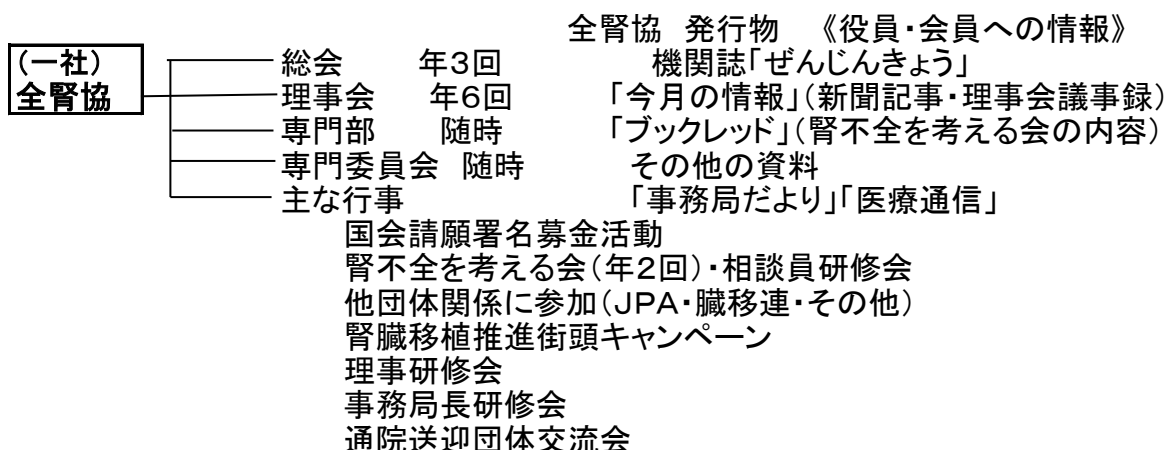 全腎協 発行物 《役員・会員への情報》
(一社)
全腎協
総会 年3回 機関誌「ぜんじんきょう」
理事会 年6回 「今月の情報」(新聞記事・理事会議事録)
専門部 随時 「ブックレッド」(腎不全を考える会の内容)
専門委員会 随時 その他の資料
主な行事 「事務局だより」「医療通信」
国会請願署名募金活動
腎不全を考える会(年2回)・相談員研修会
他団体関係に参加(JPA・臓移連・その他)
腎臓移植推進街頭キャンペーン
理事研修会
事務局長研修会
通院送迎団体交流会